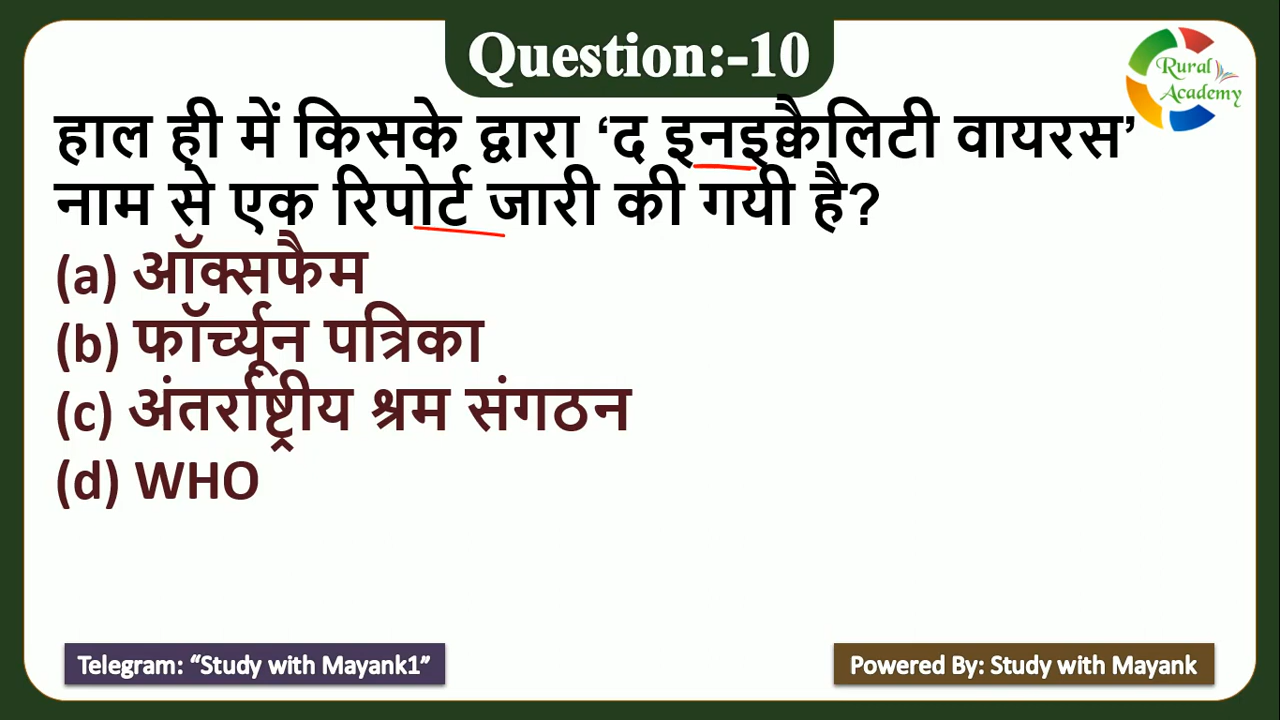 Question:-10
Rural
Academy
हाल ही में किसके द्वारा ‘द इनइक्वैलिटी वायरस’
नाम से एक रिपोर्ट जारी की गयी है?
(a) ऑक्सफैम
(b) फॉर्च्यून पत्रिका
(c) अंतर्राष्ट्रीय श्रम संगठन
(d) WHO
Telegram: “Study with Mayank1”
Powered By: Study with Mayank